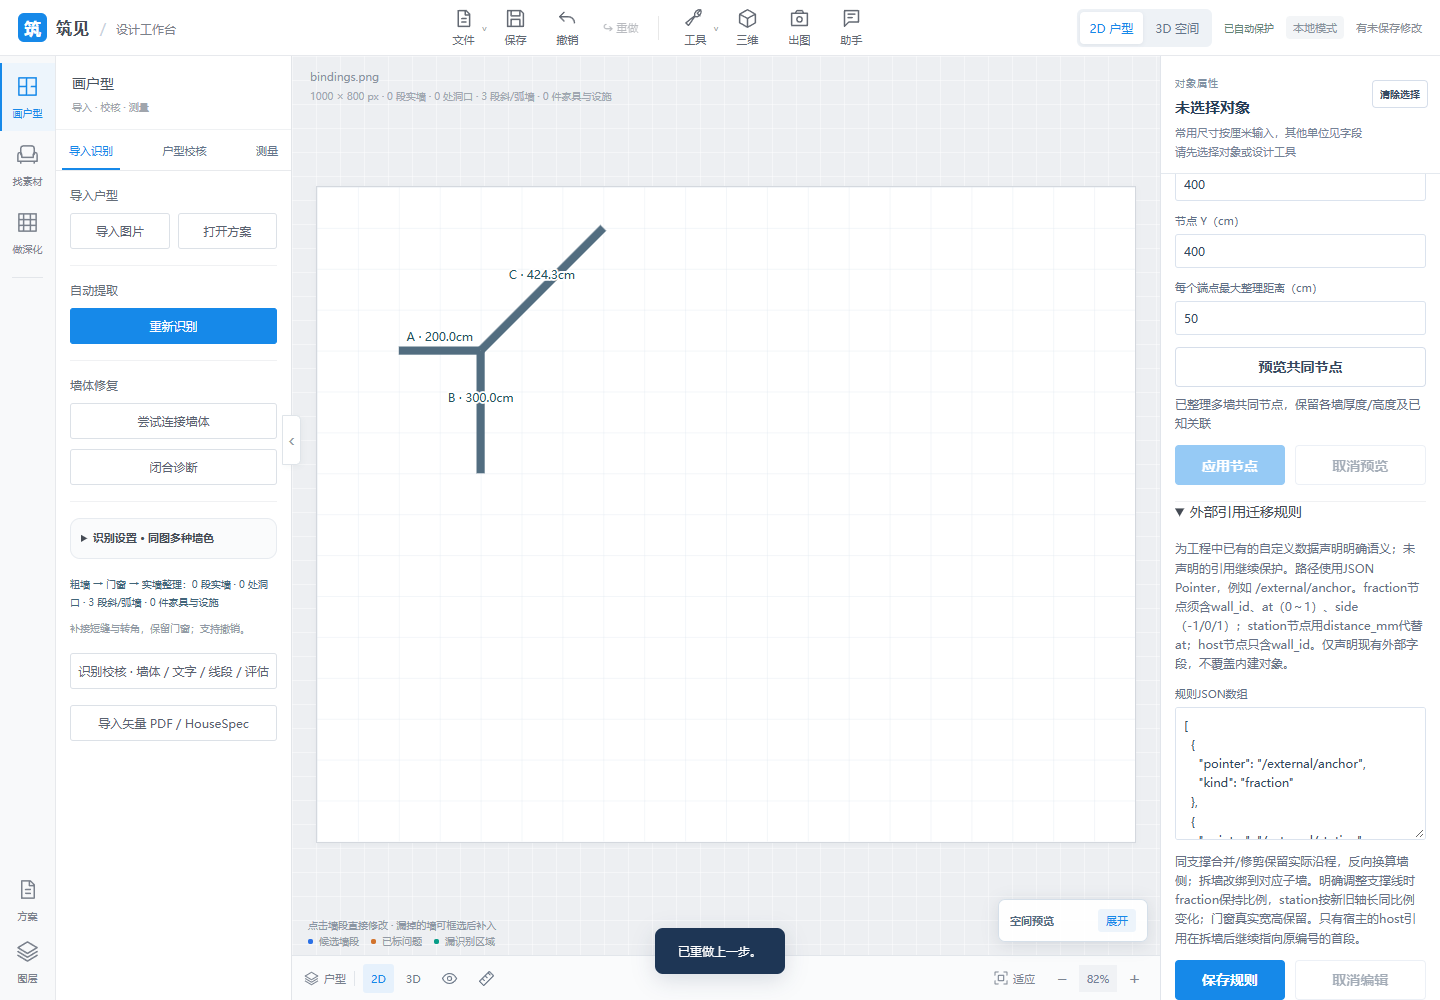 筑 筑见 / 设计工作台
文件
保存
撤销
重做
工具
三维
出图
助手
2D 户型
3D 空间
已自动保护
本地模式
有未保存修改
画户型
找素材
做深化
方案
图层
画户型
导入 · 校核 · 测量
导入识别
户型校核
测量
导入户型
导入图片
打开方案
自动提取
重新识别
墙体修复
尝试连接墙体
闭合诊断
识别设置 • 同图多种墙色
粗墙 → 门窗 → 实墙整理：0 段实墙 · 0 处洞
口 · 3 段斜/弧墙 · 0 件家具与设施
补接短缝与转角，保留门窗；支持撤销。
识别校核 · 墙体 / 文字 / 线段 / 评估
导入矢量 PDF / HouseSpec
bindings.png
1000 × 800 px · 0 段实墙 · 0 处洞口 · 3 段斜/弧墙 · 0 件家具与设施
C · 424.3cm
A · 200.0cm
B · 300.0cm
点击墙段直接修改 · 漏掉的墙可框选后补入
候选墙段
已标问题
漏识别区域
空间预览
展开
已重做上一步。
户型
2D
3D
适应
82%
对象属性
未选择对象
清除选择
常用尺寸按厘米输入，其他单位见字段
请先选择对象或设计工具
400
节点 Y（cm）
400
每个端点最大整理距离（cm）
50
预览共同节点
已整理多墙共同节点，保留各墙厚度/高度及已
知关联
应用节点
取消预览
外部引用迁移规则
为工程中已有的自定义数据声明明确语义；未
声明的引用继续保护。路径使用JSON
Pointer，例如 /external/anchor。fraction节
点须含wall_id、at（0～1）、side
（-1/0/1）；station节点用distance_mm代替
at；host节点只含wall_id。仅声明现有外部字
段，不覆盖内建对象。
规则JSON数组
[
{
"pointer": "/external/anchor",
"kind": "fraction"
},
{
同支撑合并/修剪保留实际沿程，反向换算墙
侧；拆墙改绑到对应子墙。明确调整支撑线时
fraction保持比例，station按新旧轴长同比例
变化；门窗真实宽高保留。只有宿主的host引
用在拆墙后继续指向原编号的首段。
保存规则
取消编辑